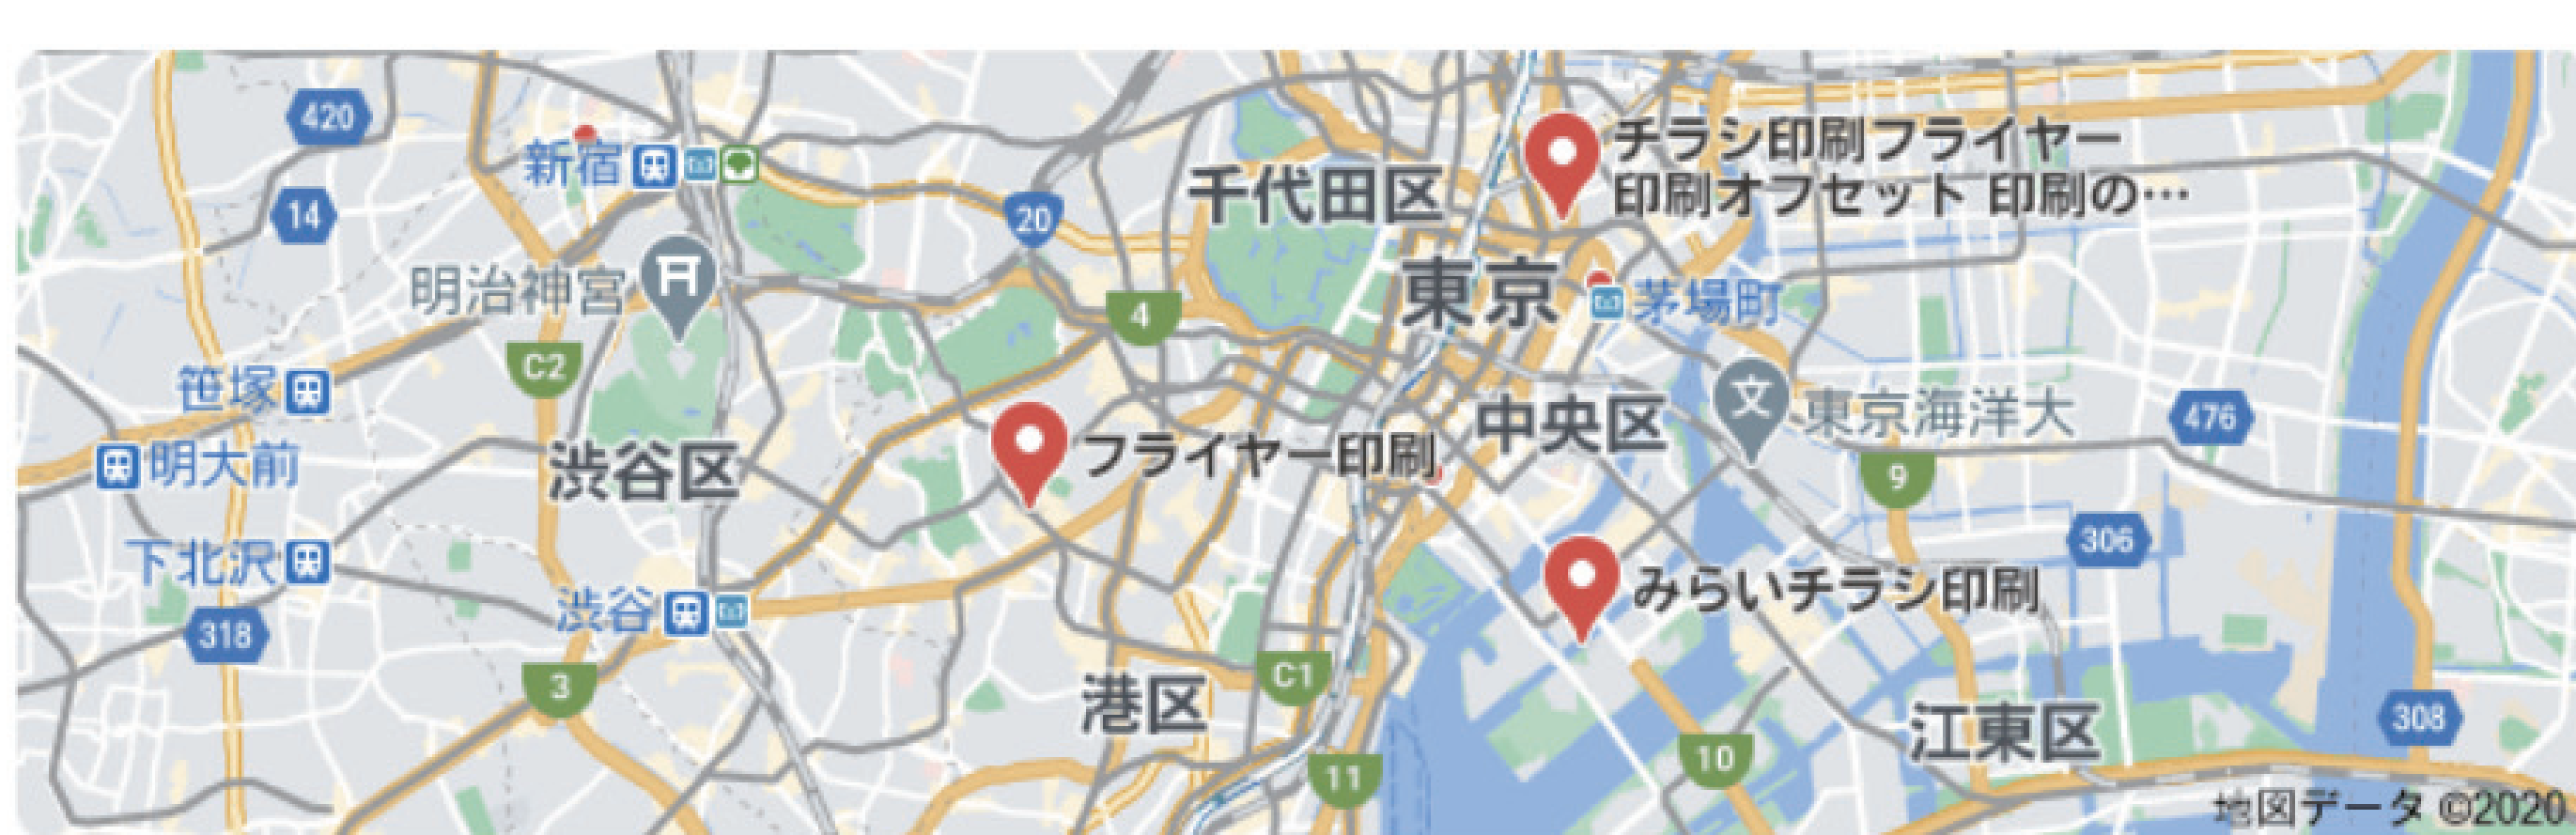 420
新宿
チラシ印刷フライヤー
印刷オフセット 印刷の…
千代田区
14
20
明治神宮
東京
茅場町
4
C2
笹塚
中央区
東京海洋大
476
明大前
渋谷区
フライヤー印刷
9
下北沢
306
みらいチラシ印刷
渋谷
318
3
C1
港区
308
江東区
10
11
地図データ ©2020